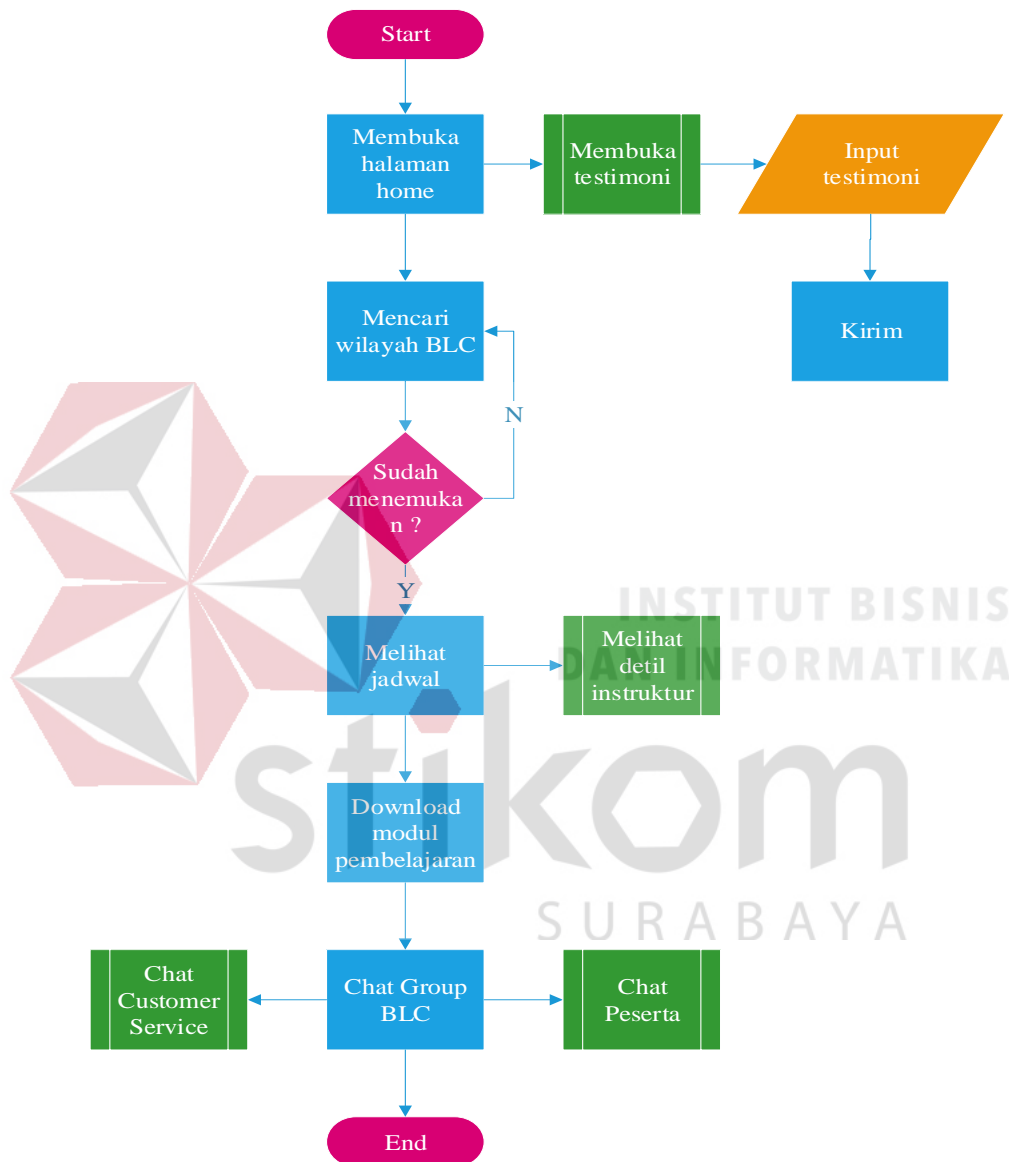 Start
Membuka
halaman
home
Membuka
testimoni
Input
testimoni
Mencari
wilayah BLC
Kirim
N
Sudah
menemuka
n ?
Y
Melihat
jadwal
Melihat
detil
instruktur
INSTITUT BISNIS
DAN INFORMATIKA
stikom
SURABAYA
Download
modul
pembelajaran
Chat
Customer
Service
Chat Group
BLC
Chat
Peserta
End